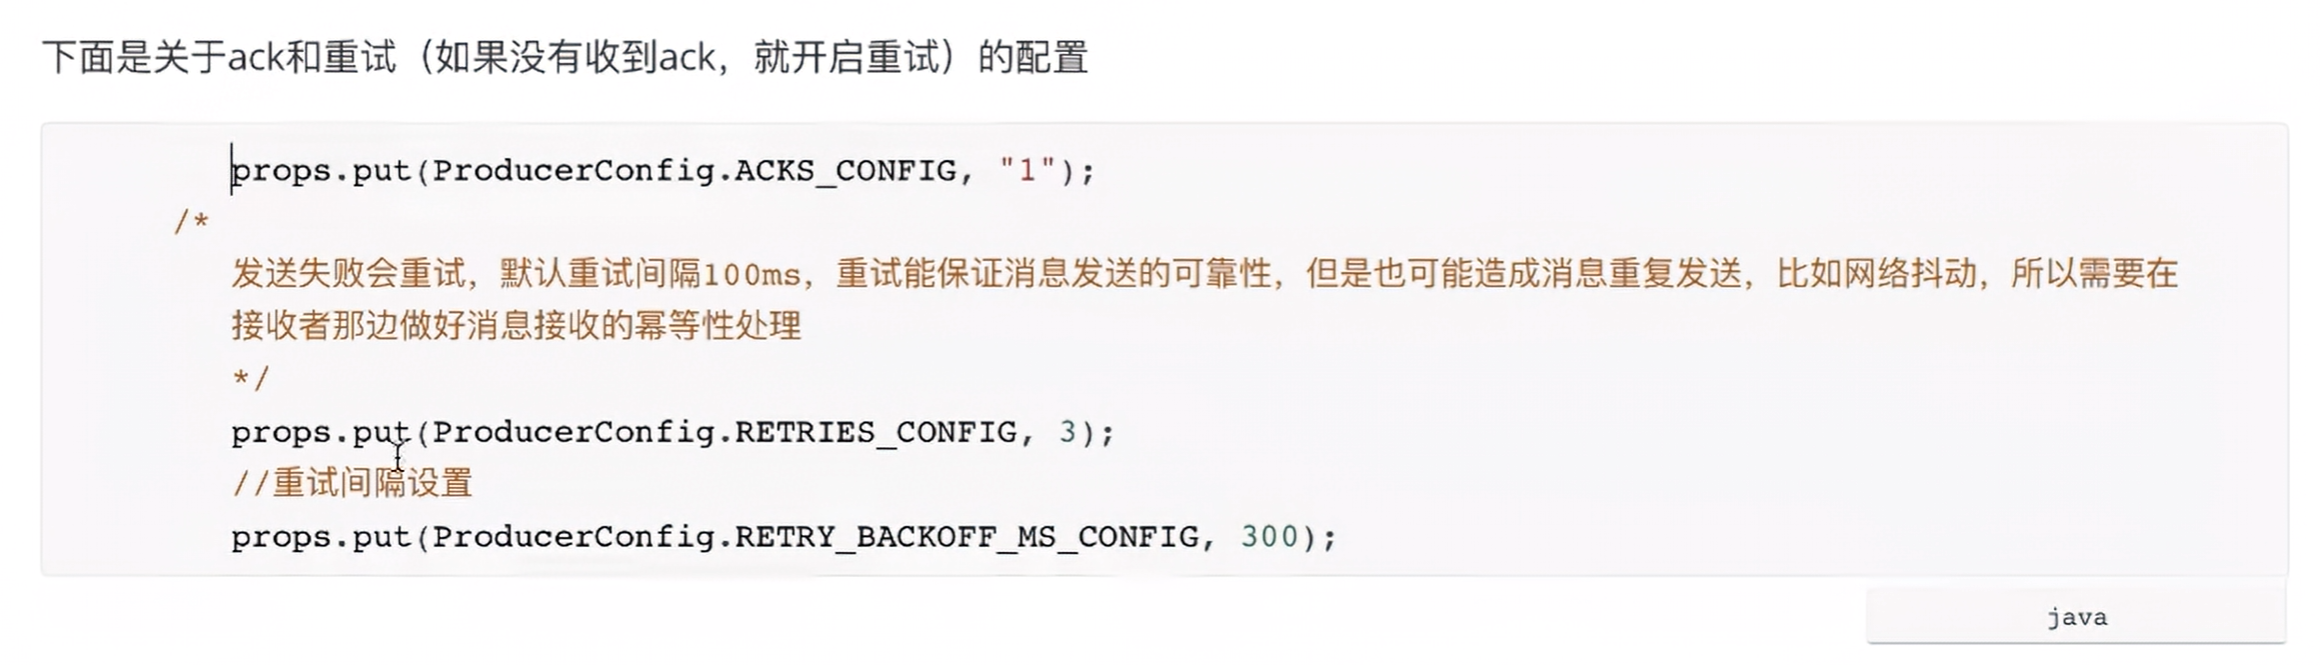 下面是关于ack和重试（如果没有收到ack，就开启重试）的配置
props.put(ProducerConfig.ACKS_CONFIG, "1");
/*
发送失败会重试，默认重试间隔100ms，重试能保证消息发送的可靠性，但是也可能造成消息重复发送，比如网络抖动，所以需要在
接收者那边做好消息接收的幂等性处理
*/
props.put(ProducerConfig.RETRIES_CONFIG, 3);
//重试间隔设置
props.put(ProducerConfig.RETRY_BACKOFF_MS_CONFIG, 300);
java